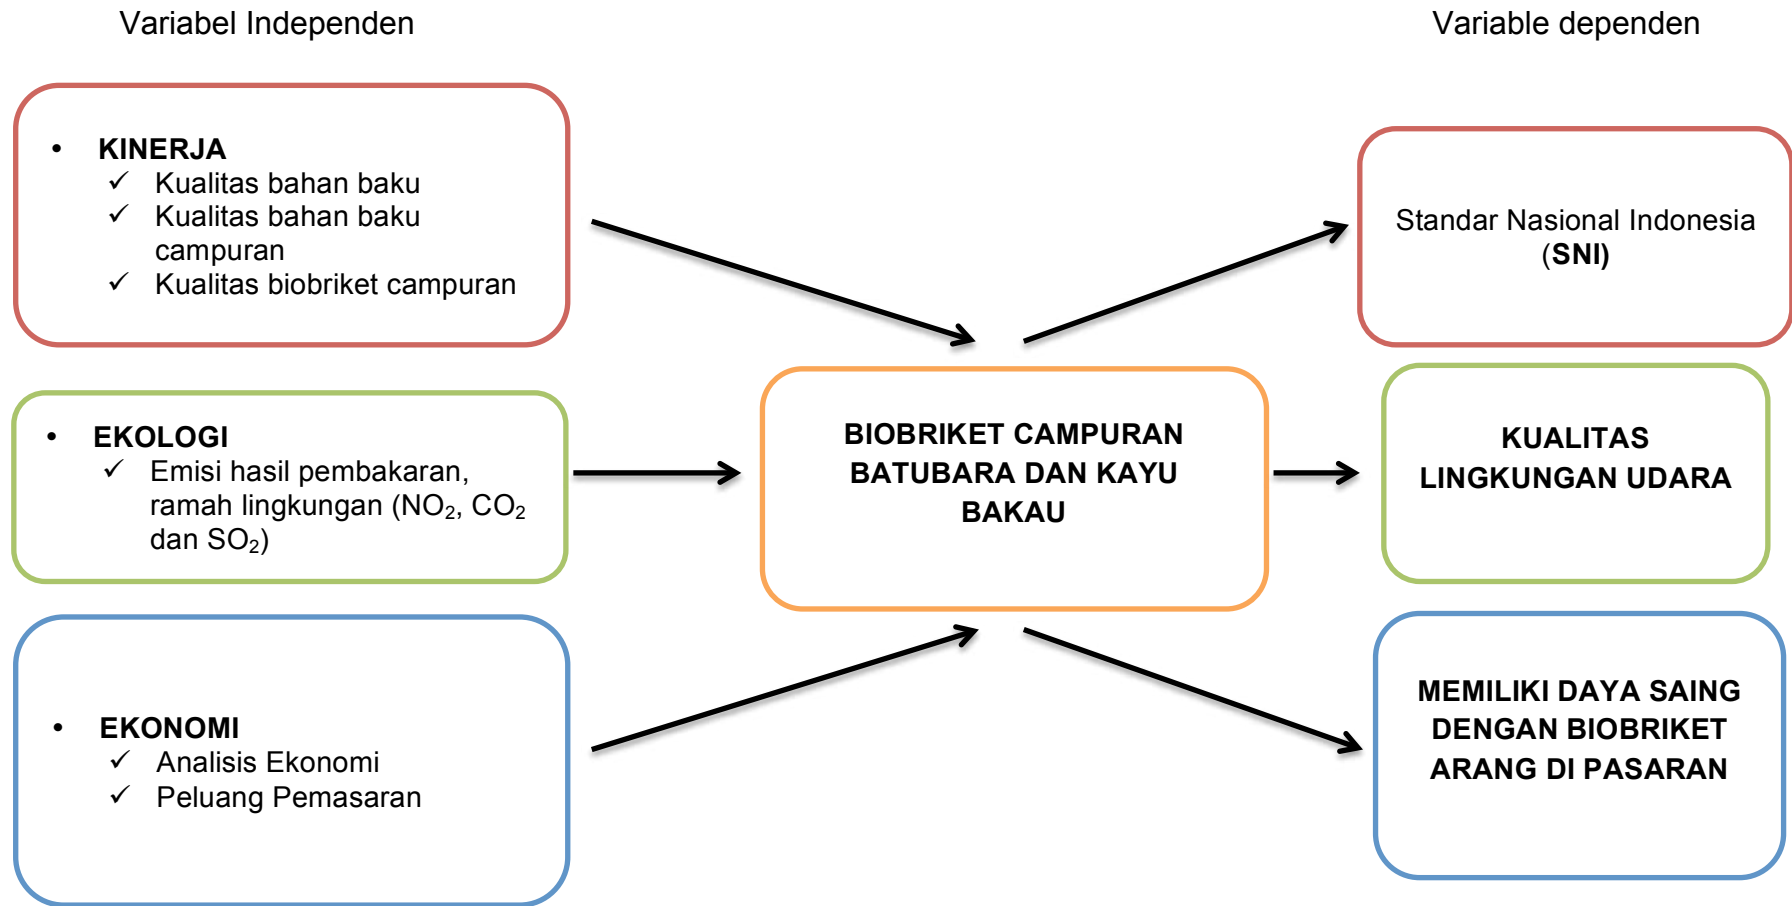 Variabel Independen
Variable dependen
• KINERJA
✓ Kualitas bahan baku
✓ Kualitas bahan baku
campuran
✓ Kualitas biobriket campuran
• EKOLOGI
✓ Emisi hasil pembakaran,
ramah lingkungan (NO₂, CO₂
dan SO₂)
• EKONOMI
✓ Analisis Ekonomi
✓ Peluang Pemasaran
BIOBRIKET CAMPURAN
BATUBARA DAN KAYU
BAKAU
Standar Nasional Indonesia
(SNI)
KUALITAS
LINGKUNGAN UDARA
MEMILIKI DAYA SAING
DENGAN BIOBRIKET
ARANG DI PASARAN